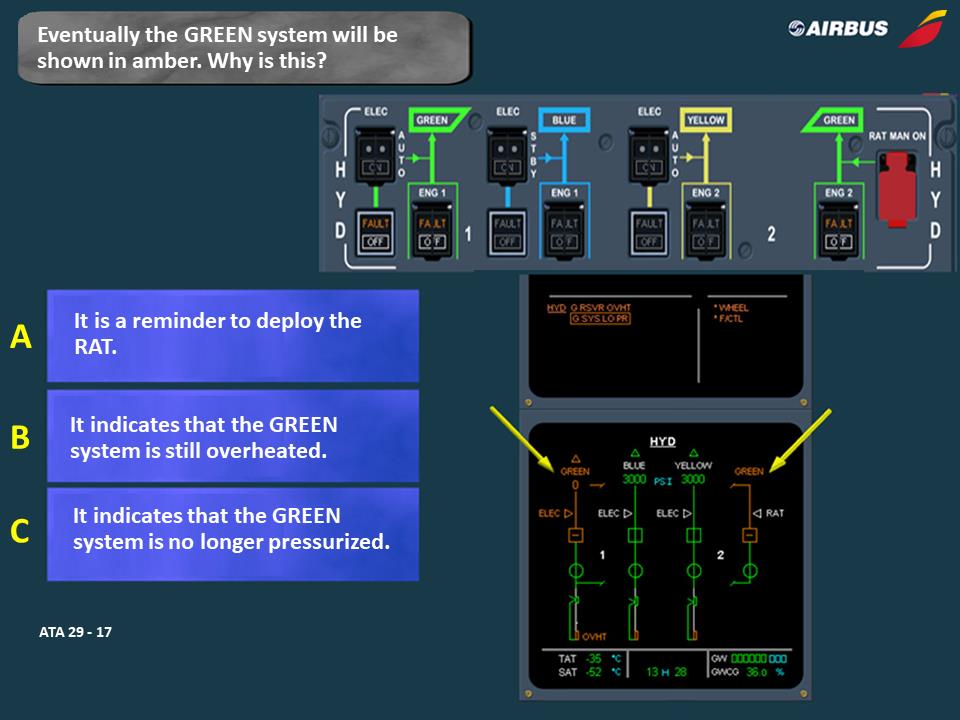 Eventually the GREEN system will be
shown in amber. Why is this?
AIRBUS
ELEC
GREEN
ELEC
BLUE
ELEC
YELLOW
GREEN
RAT MAN ON
AUTO
STBY
AUTO
ON
ON
ON
HYD
HYD
ENG 1
ENG 1
ENG 2
ENG 2
FAULT
OFF
FAULT
OFF
FAULT
OFF
FAULT
OFF
FAULT
OFF
FAULT
OFF
FAULT
OFF
1
2
HYD G RSVR OVHT
G SYS LO PR
* WHEEL
* F/CTL
A
It is a reminder to deploy the
RAT.
B
It indicates that the GREEN
system is still overheated.
C
It indicates that the GREEN
system is no longer pressurized.
HYD
GREEN
BLUE
YELLOW
GREEN
0
3000
PSI
3000
ELEC
ELEC
ELEC
RAT
1
2
OVHT
TAT -35 °C
SAT -52 °C
13 H 28
GW 000000 000
GWCG 36.0 %
ATA 29 - 17